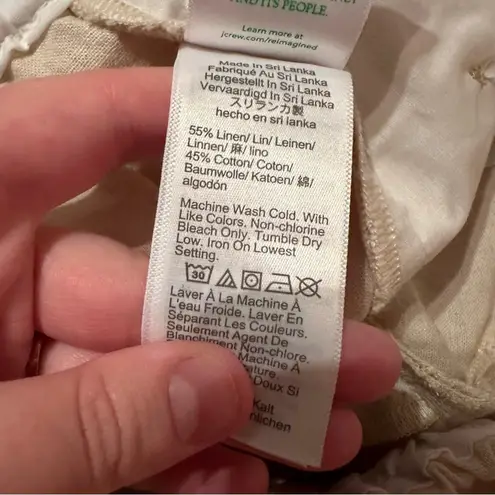 AND ITS PEOPLE.
Learn more at
jcrew.com/reimagined
Made In Sri Lanka
Fabriqué Au Sri Lanka
Hergestellt In Sri Lanka
Vervaardigd In Sri Lanka
スリランカ製
hecho en sri lanka
55% Linen/ Lin/ Leinen/
Linnen/ 麻/ lino
45% Cotton/ Coton/
Baumwolle/ Katoen/ 綿/
algodón
Machine Wash Cold. With
Like Colors. Non-chlorine
Bleach Only. Tumble Dry
Low. Iron On Lowest
Setting.
30
Laver À La Machine À
L'eau Froide. Laver En
Séparant Les Couleurs.
Seulement Agent De
Blanchiment Non-chlore.
Machine À
Doux Si
Kalt